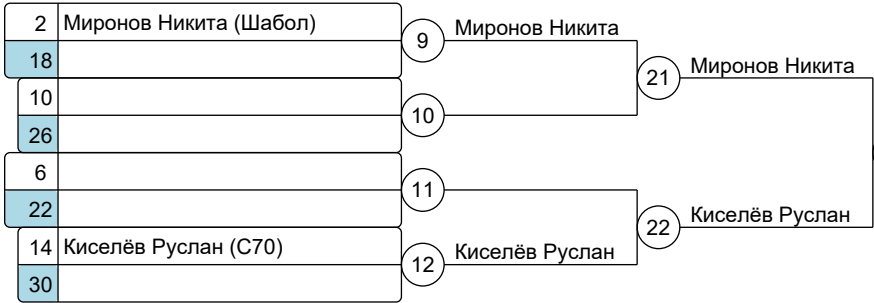 2 Миронов Никита (Шабол)
9 Миронов Никита
18
21 Миронов Никита
10
10
26
6
11
22
22 Киселёв Руслан
14 Киселёв Руслан (С70)
12 Киселёв Руслан
30